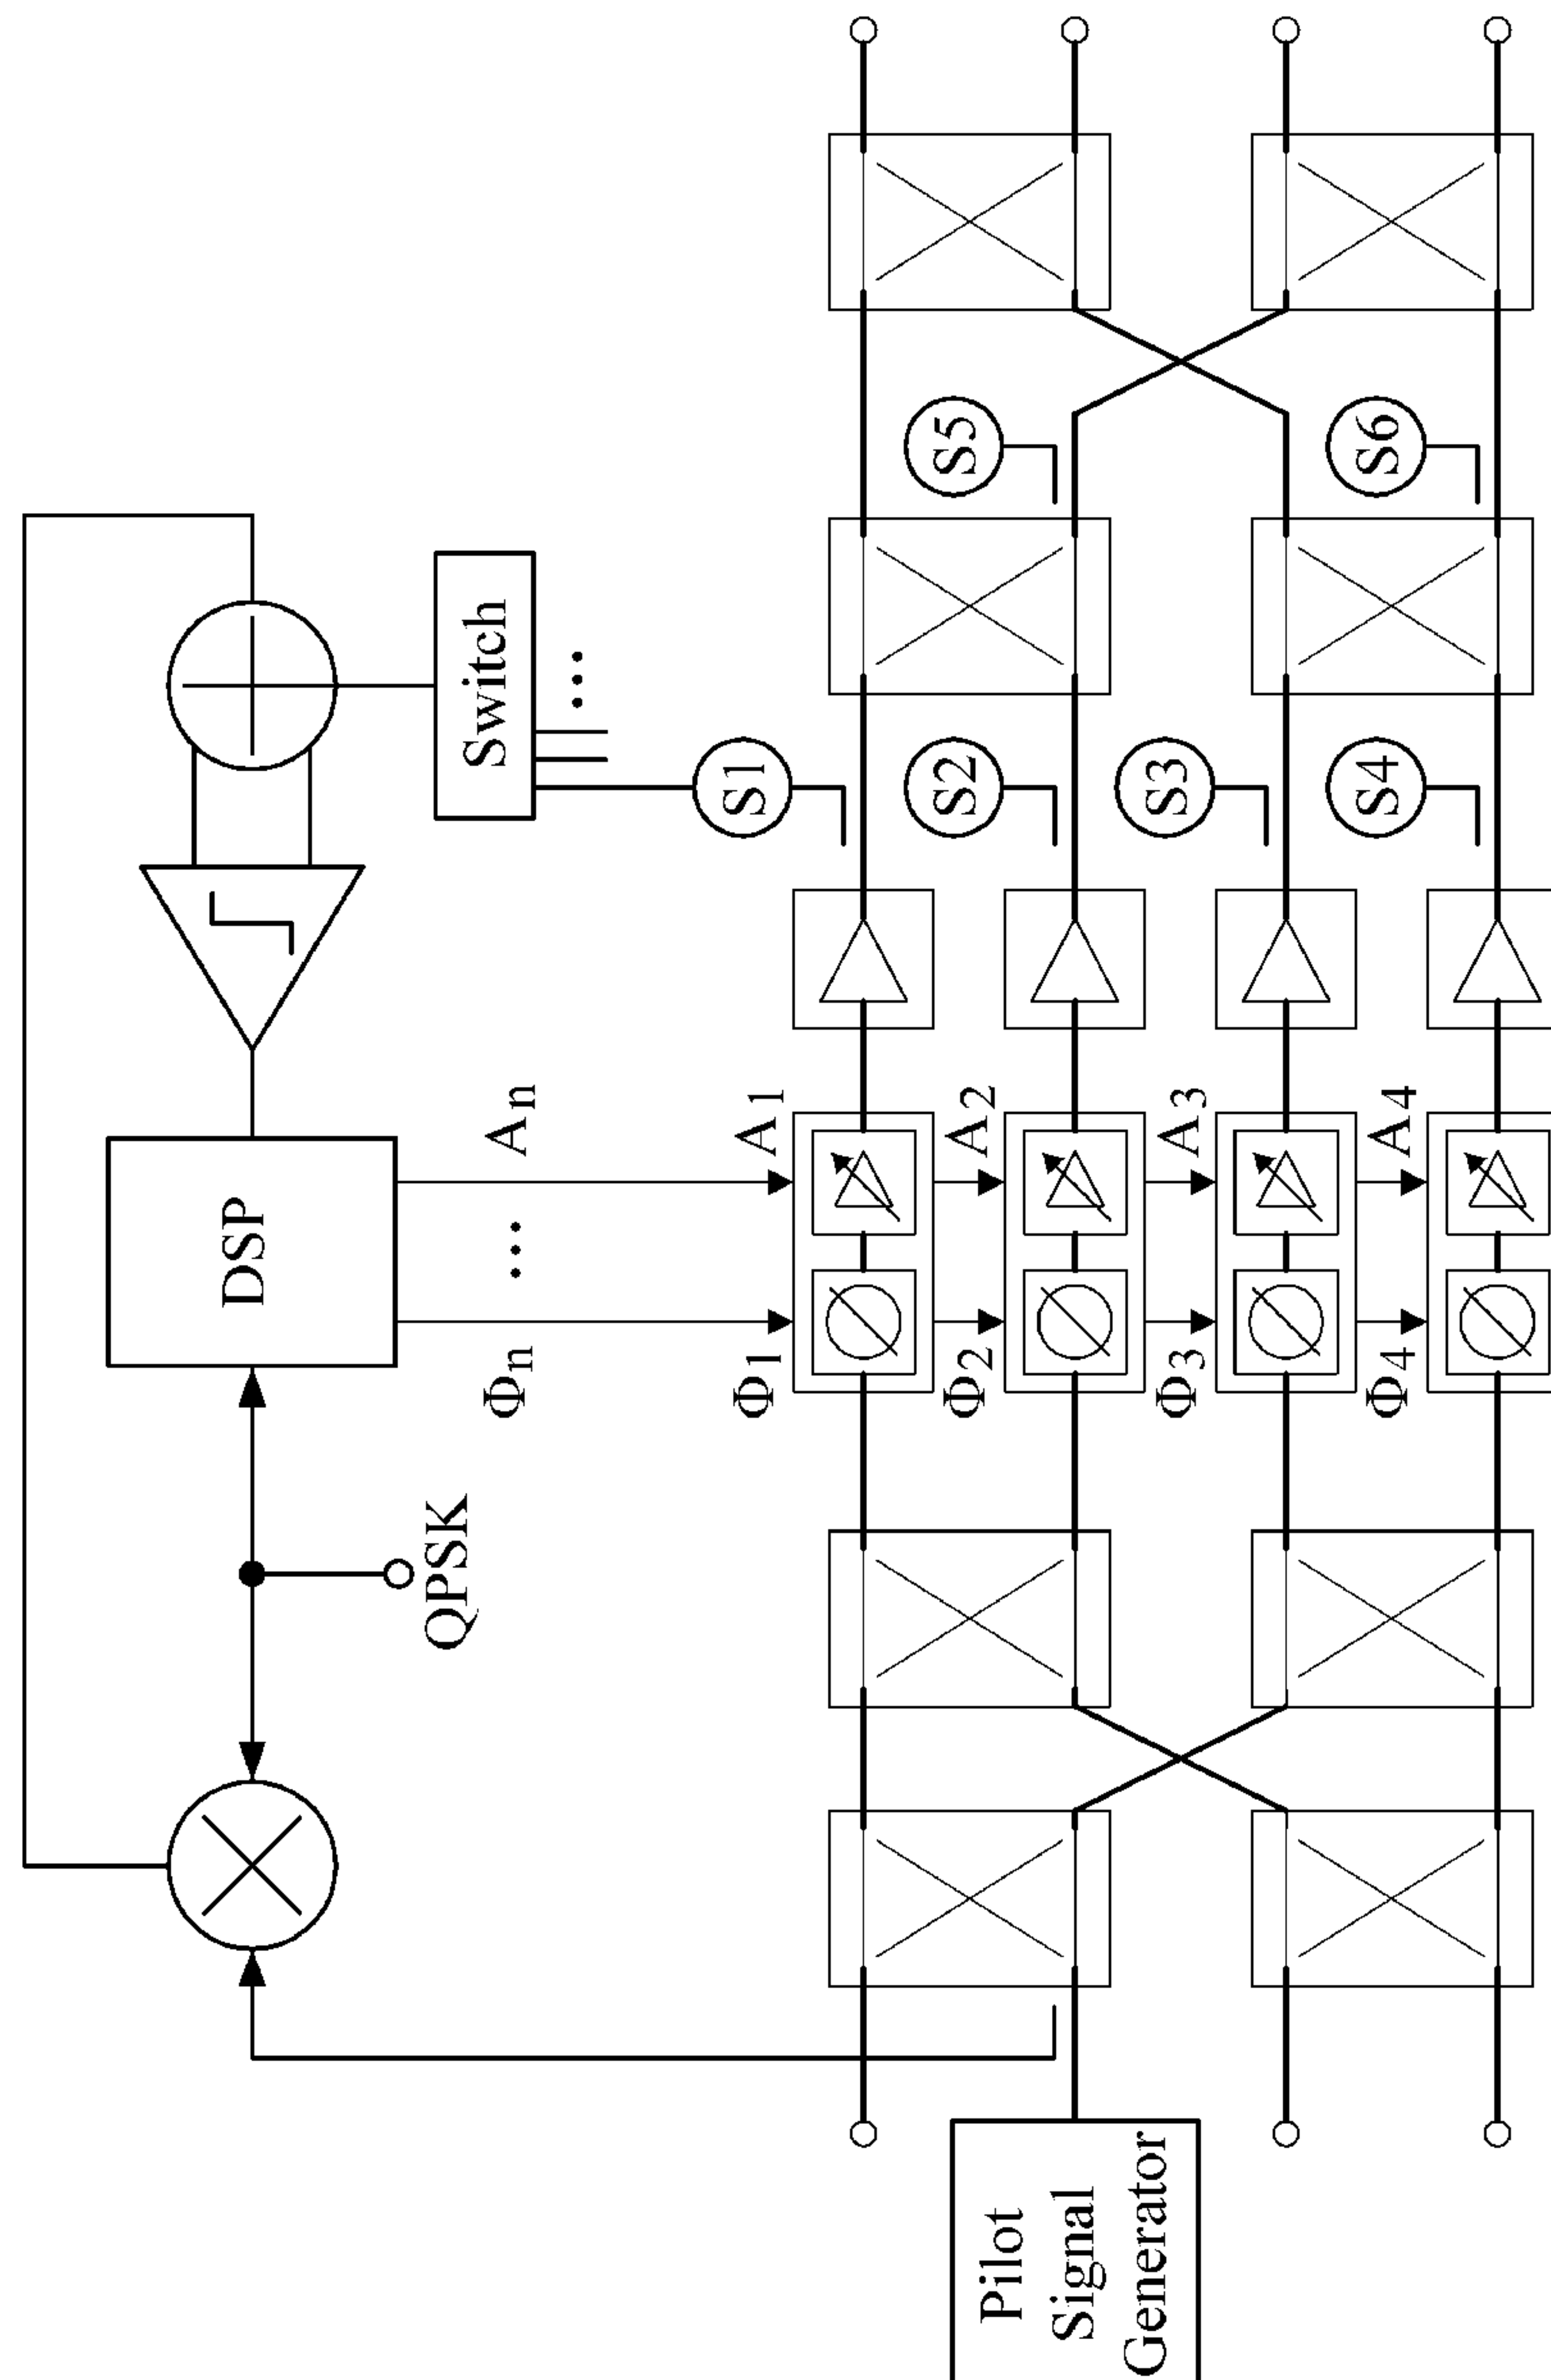 DSP
QPSK
Switch
Φn
...
An
...
Φ1
A1
Φ2
A2
Φ3
A3
Φ4
A4
S1
S2
S3
S4
S5
S6
Pilot
Signal
Generator